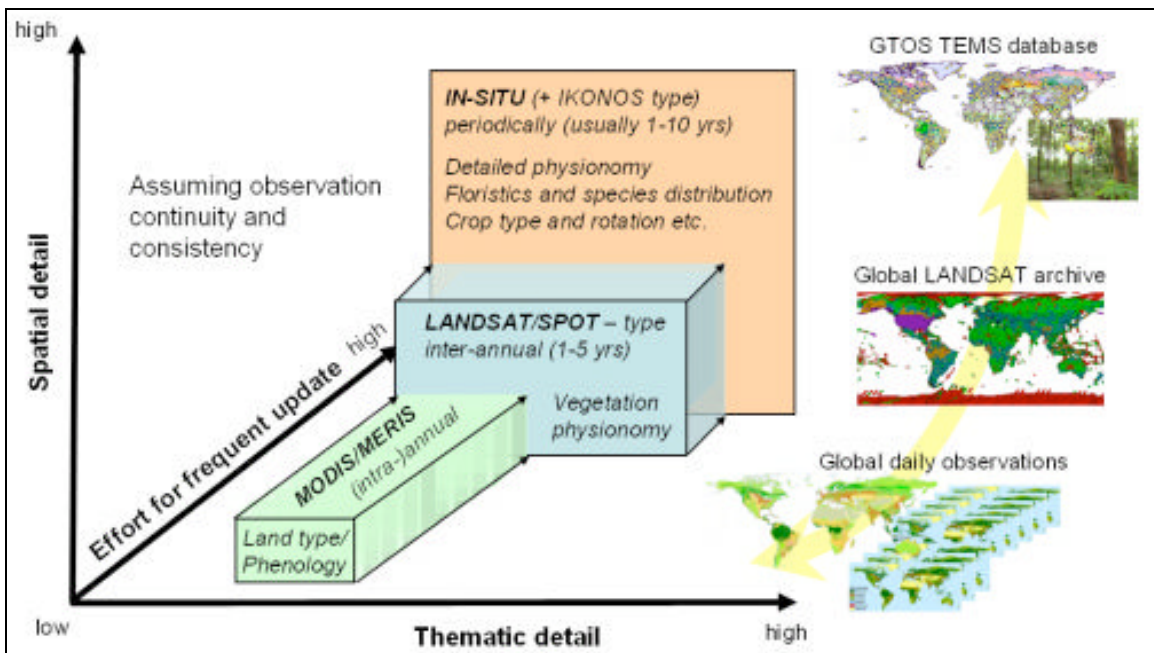 high
Spatial detail
low
Thematic detail
high
Effort for frequent update
high
Assuming observation
continuity and
consistency
IN-SITU (+ IKONOS type)
periodically (usually 1-10 yrs)
Detailed physionomy
Floristics and species distribution
Crop type and rotation etc.
LANDSAT/SPOT – type
inter-annual (1-5 yrs)
Vegetation
physionomy
MODIS/MERIS
(intra-)annual
Land type/
Phenology
GTOS TEMS database
Global LANDSAT archive
Global daily observations